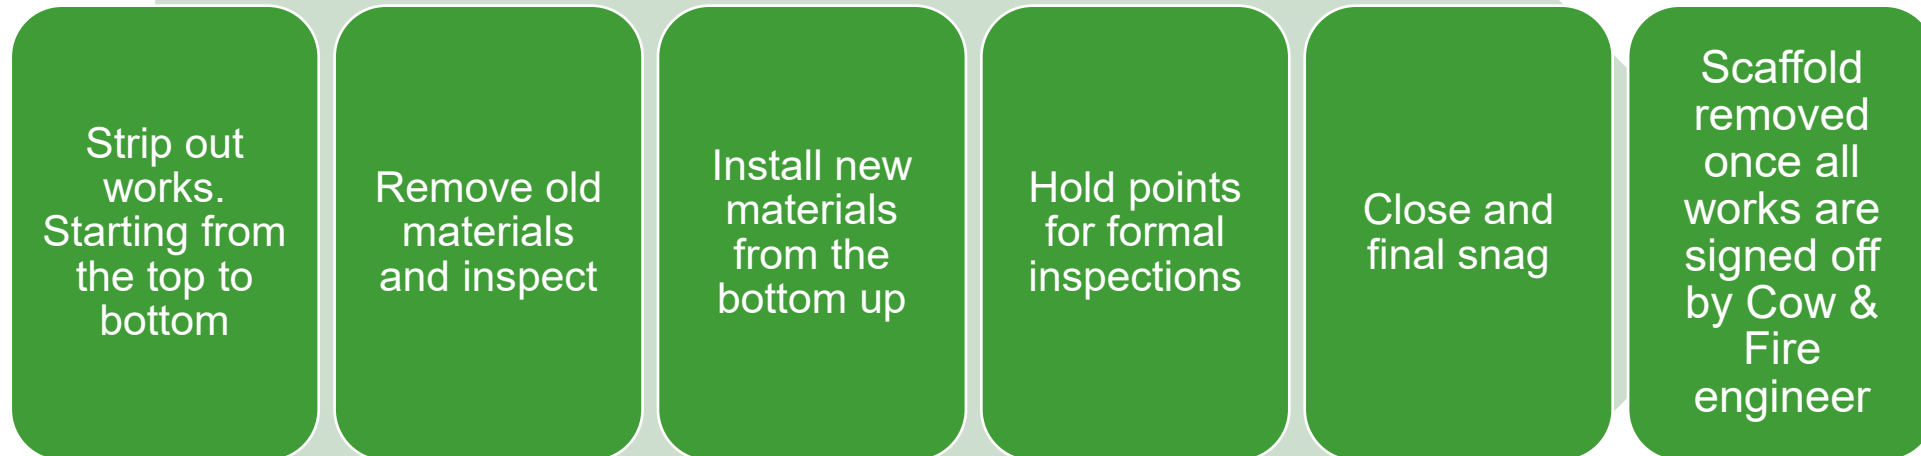 Strip out
works.
Starting from
the top to
bottom
Remove old
materials
and inspect
Install new
materials
from the
bottom up
Hold points
for formal
inspections
Close and
final snag
Scaffold
removed
once all
works are
signed off
by Cow &
Fire
engineer